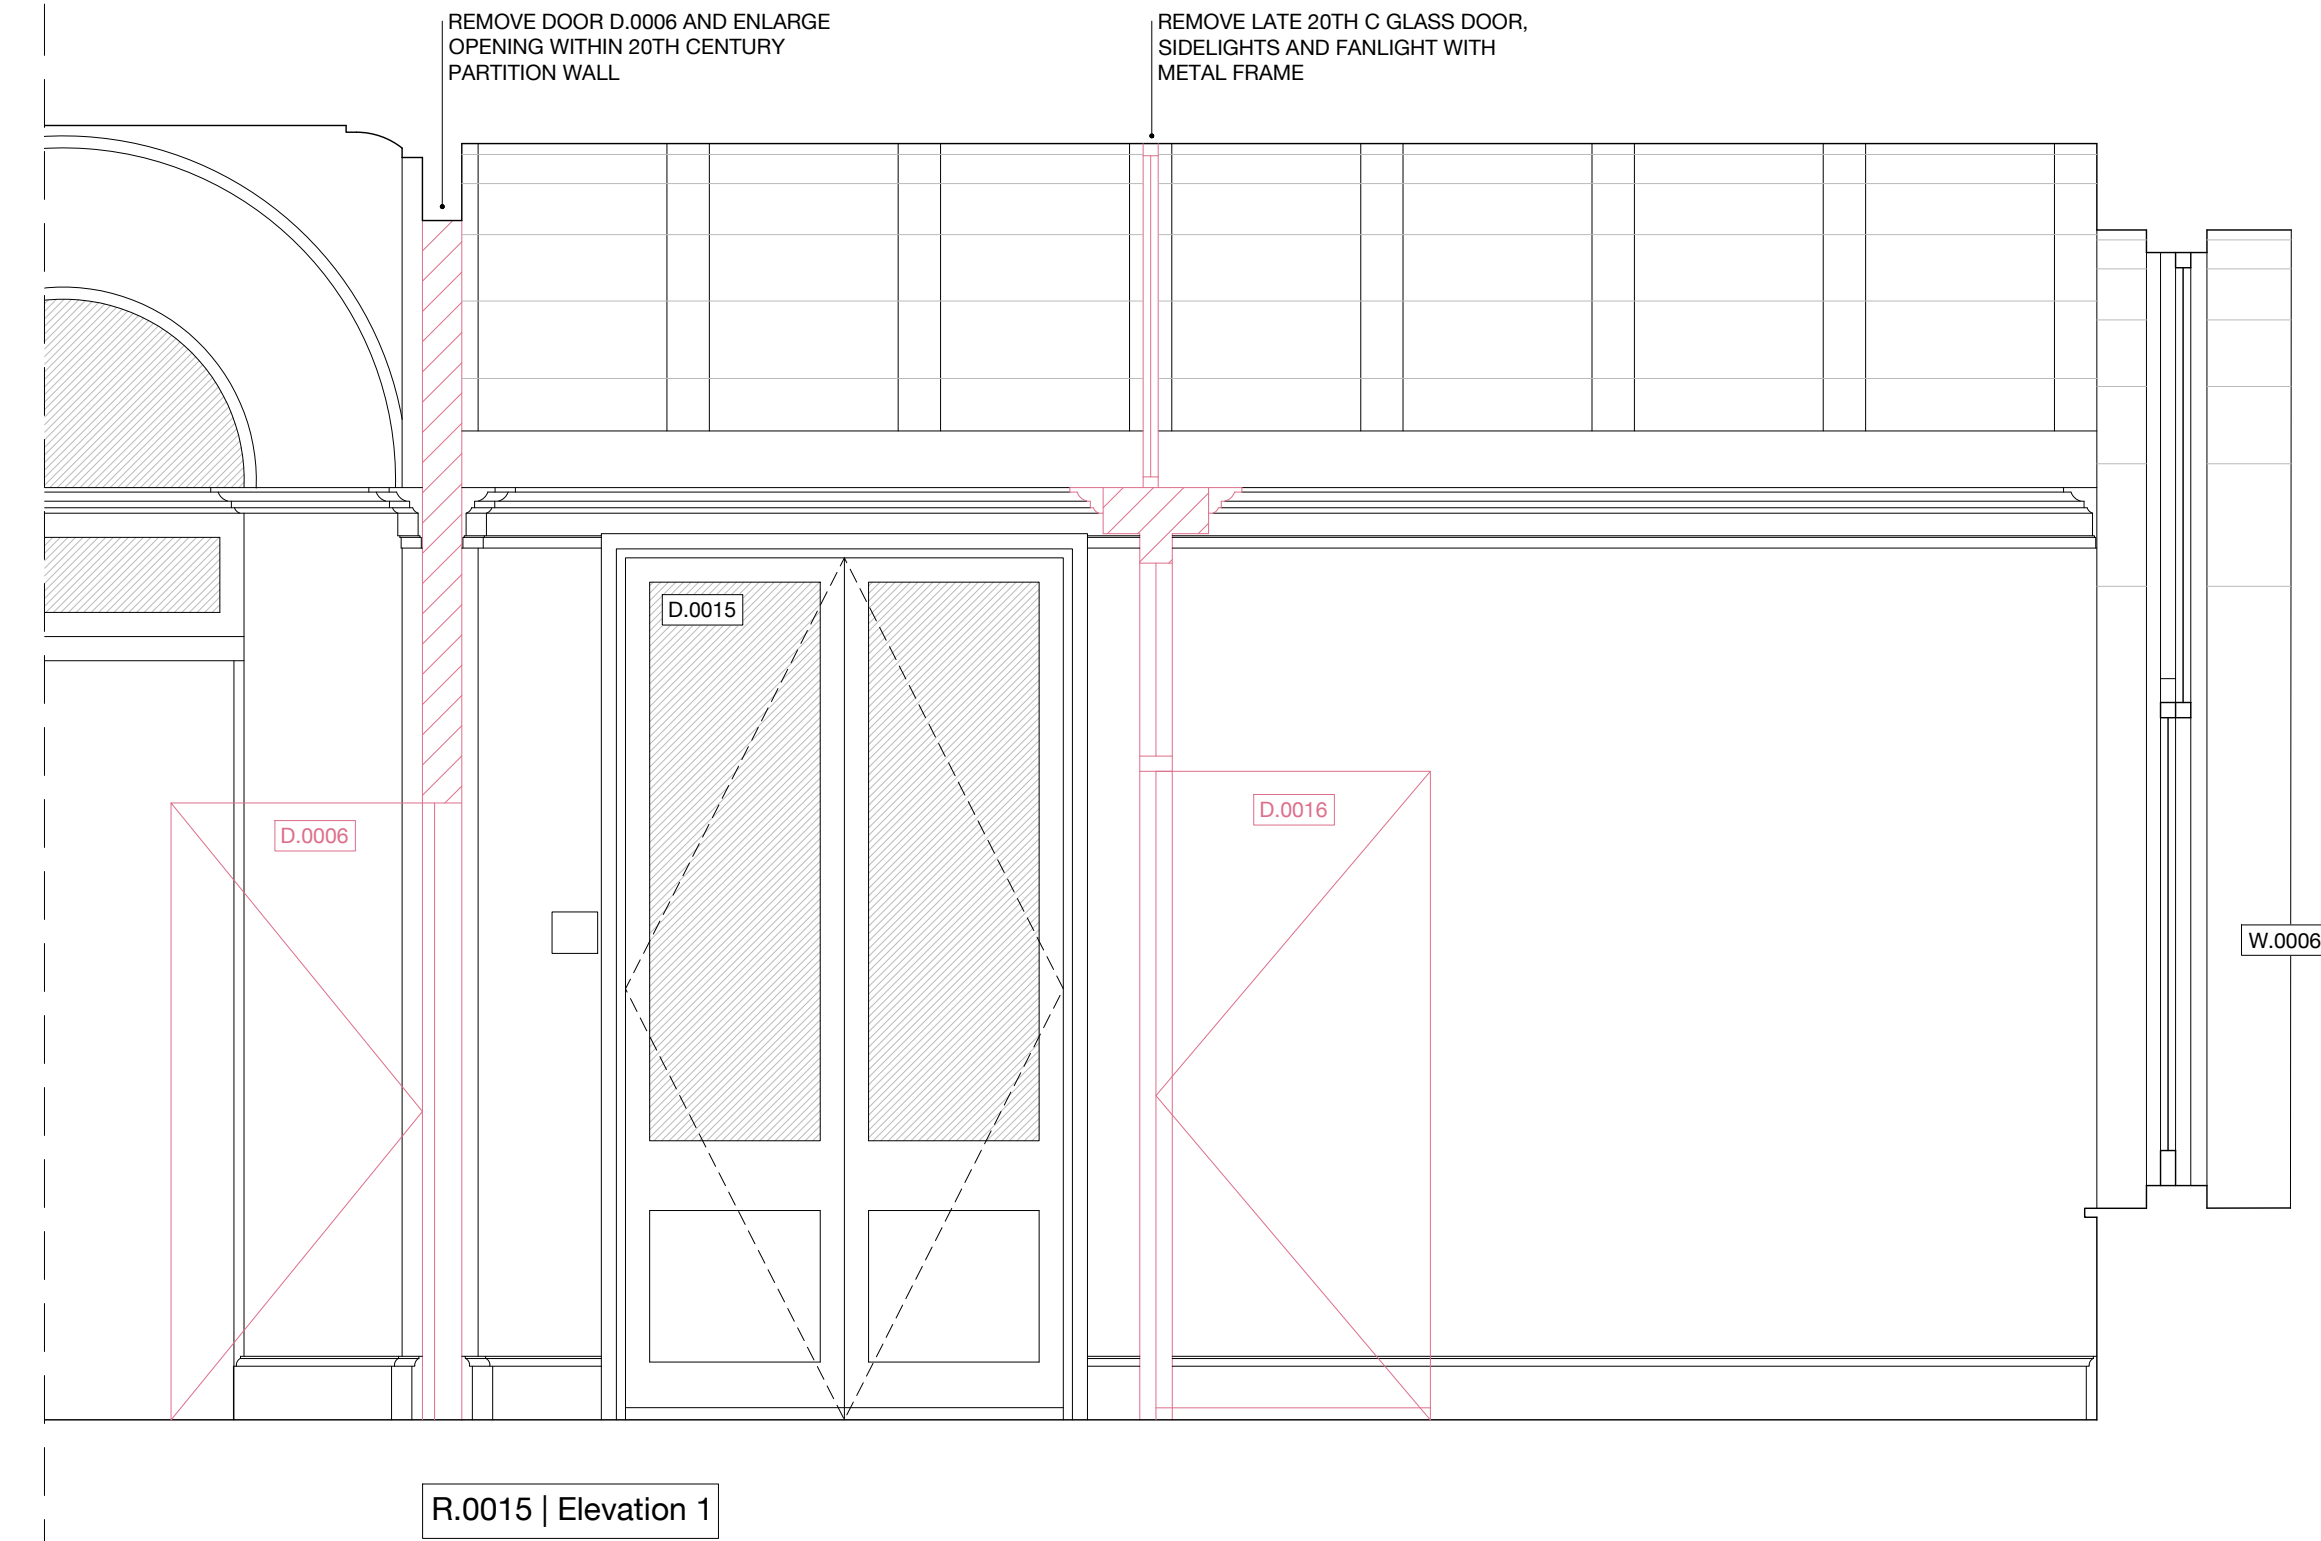 REMOVE DOOR D.0006 AND ENLARGE
OPENING WITHIN 20TH CENTURY
PARTITION WALL
REMOVE LATE 20TH C GLASS DOOR,
SIDELIGHTS AND FANLIGHT WITH
METAL FRAME
D.0015
D.0006
D.0016
W.0006
R.0015 | Elevation 1